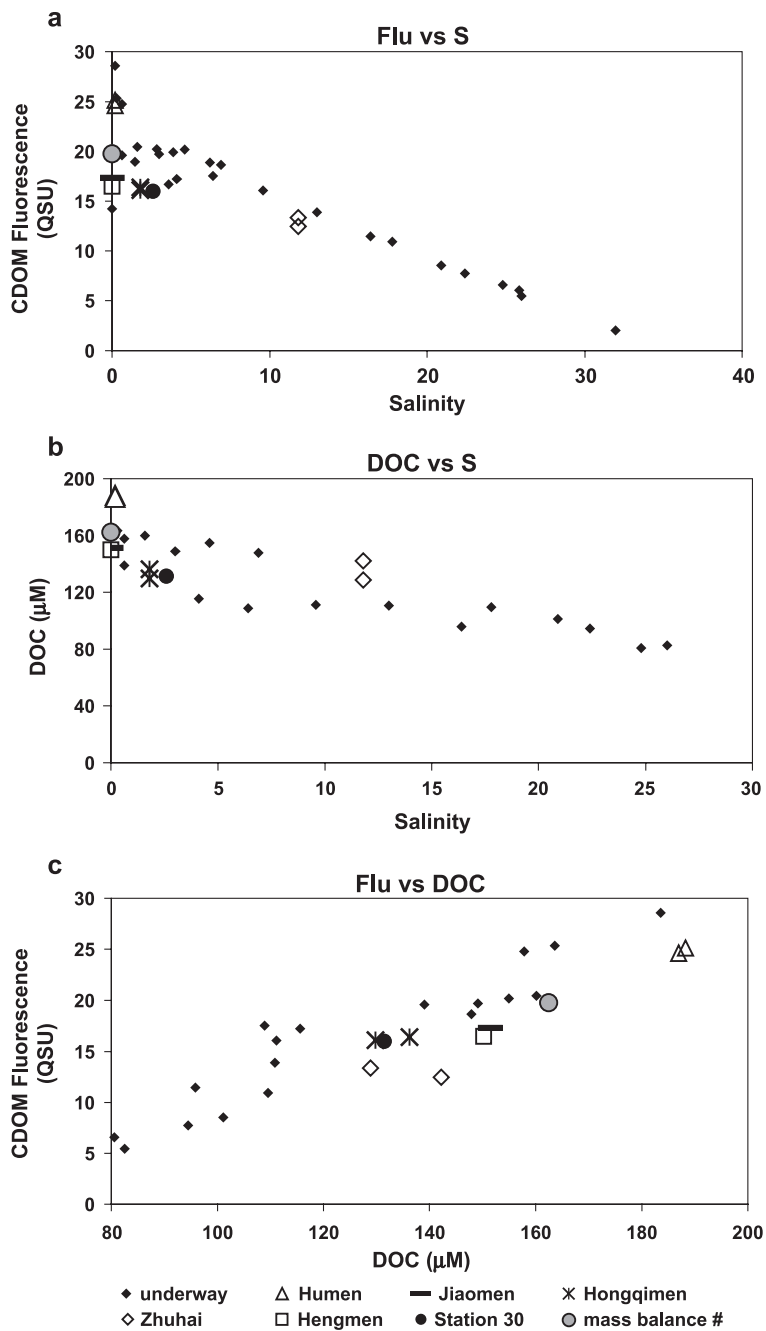 a
Flu vs S
30
25
20
15
10
5
0
CDOM Fluorescence
(QSU)
0 10 20 30 40
Salinity
b
DOC vs S
200
160
120
80
40
0
DOC (µM)
0 5 10 15 20 25 30
Salinity
c
Flu vs DOC
30
25
20
15
10
5
0
CDOM Fluorescence
(QSU)
80 100 120 140 160 180 200
DOC (µM)
underway Humen Jiaomen Hongqimen
Zhuhai Hengmen Station 30 mass balance #